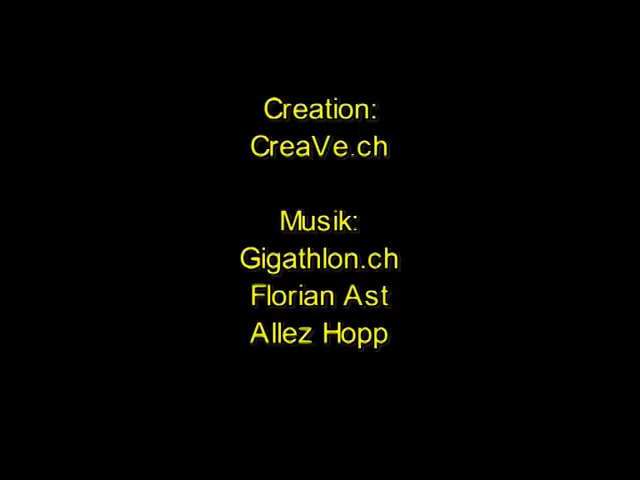 Creation:
CreaVe.ch
Musik:
Gigathlon.ch
Florian Ast
Allez Hopp